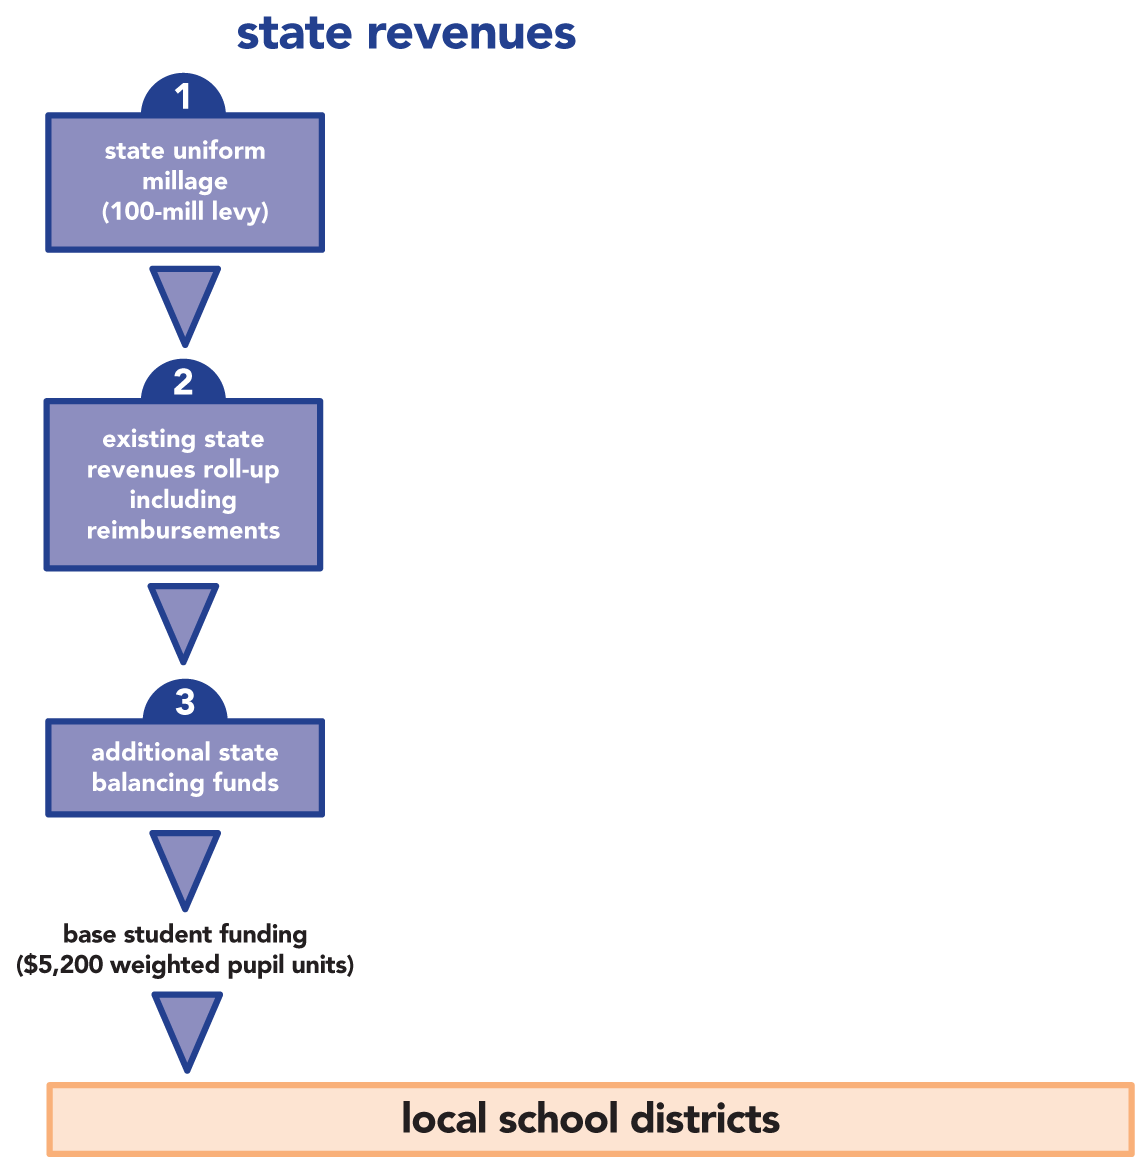 state revenues
1
state uniform
millage
(100-mill levy)
2
existing state
revenues roll-up
including
reimbursements
3
additional state
balancing funds
base student funding
($5,200 weighted pupil units)
local school districts